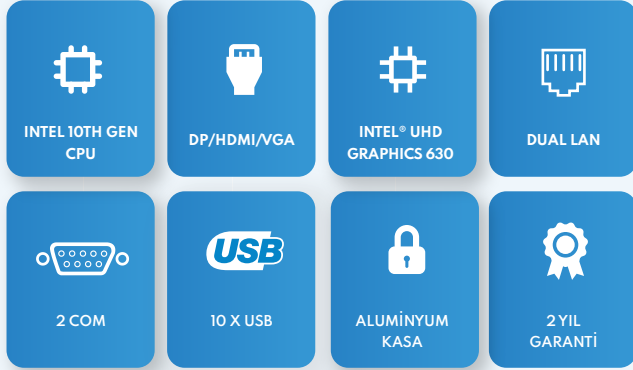 INTEL 10TH GEN
CPU
DP/HDMI/VGA
INTEL® UHD
GRAPHICS 630
DUAL LAN
USB
2 COM
10 X USB
ALUMİNYUM
KASA
2 YIL
GARANTİ